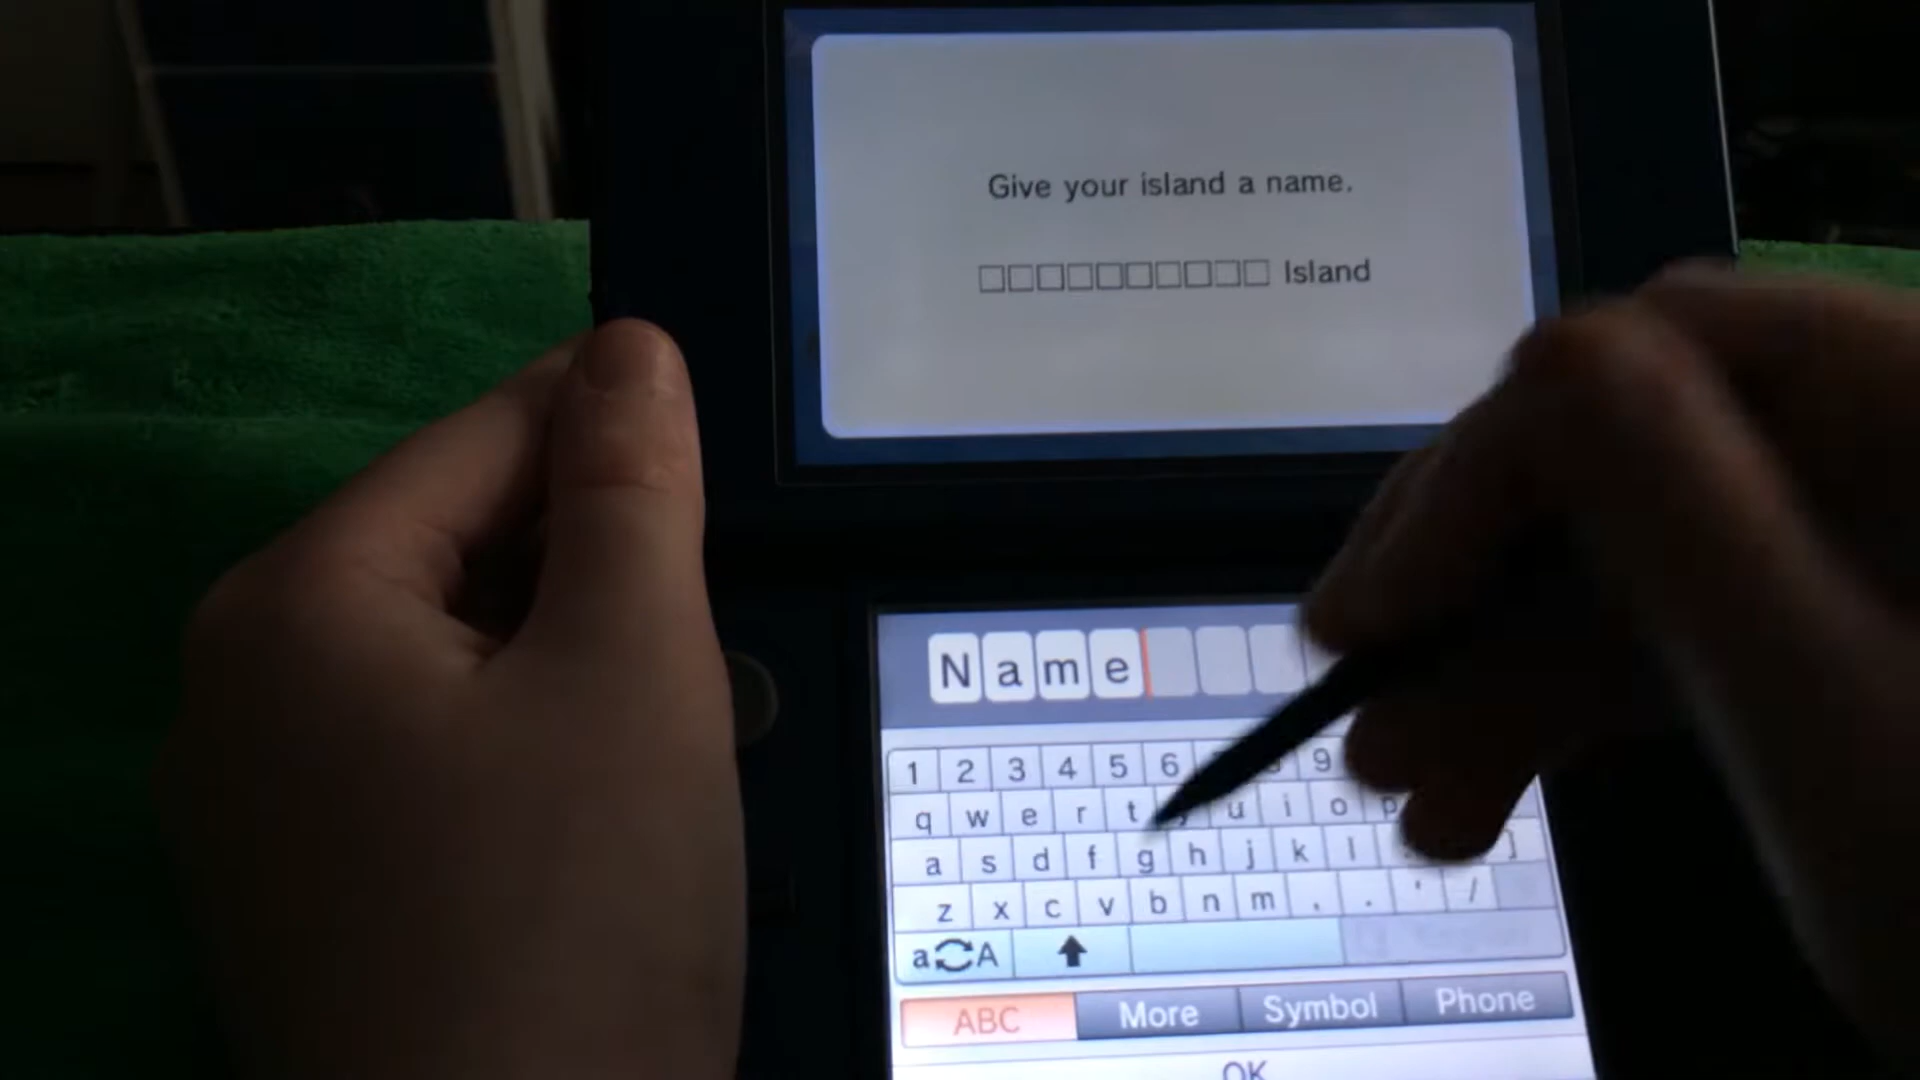 Give your island a name.
□□□□□□□□□□ Island
Name
1 2 3 4 5 6 9
q w e r t y u i o p
a s d f g h j k l ]
z x c v b n m , . ' /
a A
ABC More Symbol Phone
OK